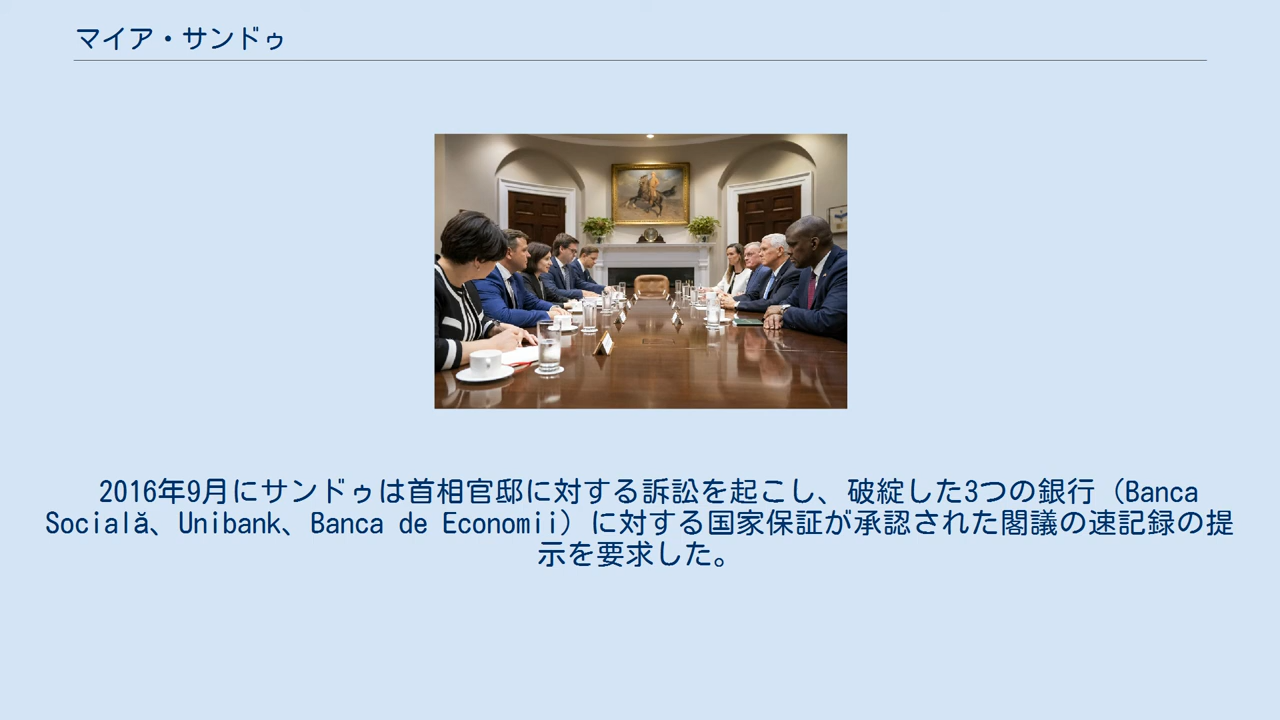 マイア・サンドゥ
2016年9月にサンドゥは首相官邸に対する訴訟を起こし、破綻した3つの銀行（Banca
Socială、Unibank、Banca de Economii）に対する国家保証が承認された閣議の速記録の提
示を要求した。